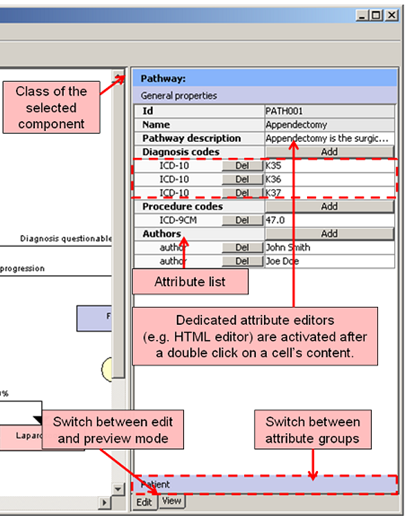 Pathway:
General properties
Id PATH001
Name Appendectomy
Pathway description Appendectomy is the surgic...
Diagnosis codes Add
ICD-10 Del K35
ICD-10 Del K36
ICD-10 Del K37
Procedure codes Add
ICD-9CM Del 47.0
Authors Add
author Del John Smith
author Del Joe Doe
Class of the
selected
component
Diagnosis questionable
progression
F
Attribute list
Dedicated attribute editors
(e.g. HTML editor) are activated after
a double click on a cell's content.
%
Switch between edit
and preview mode
Switch between
attribute groups
Lapar
Patient
Edit View